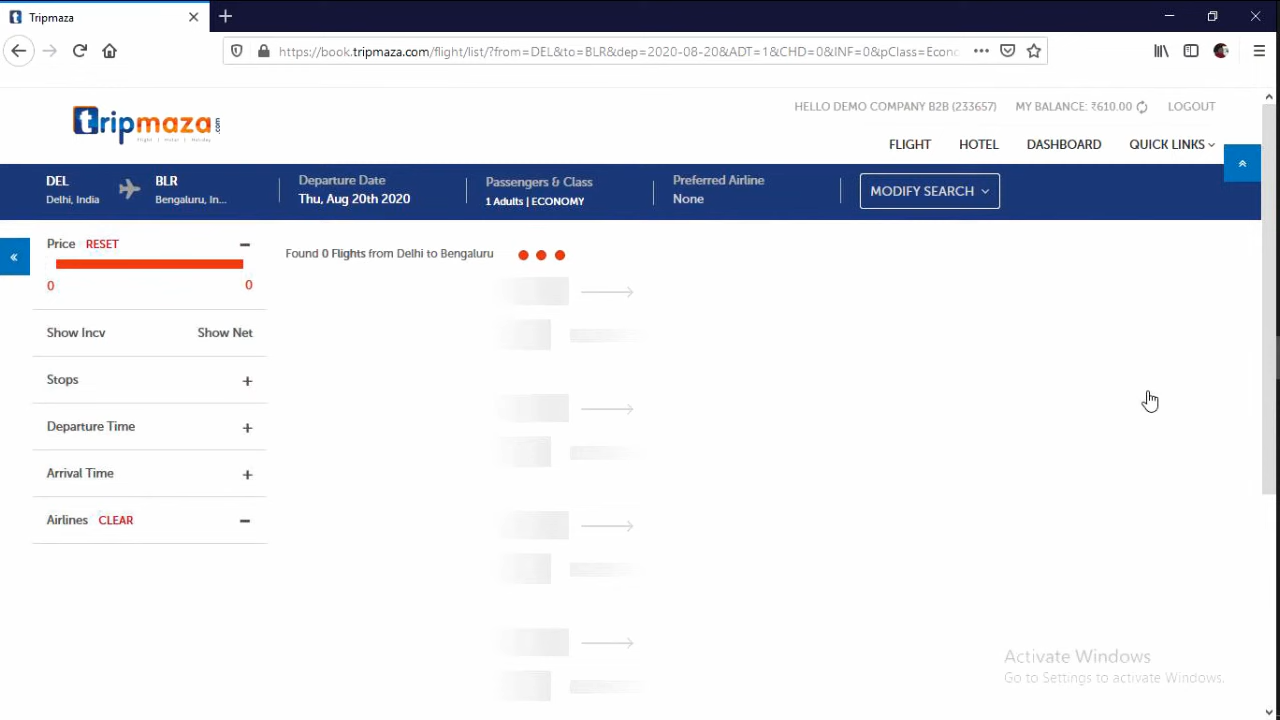 Tripmaza
https://book.tripmaza.com/flight/list/?from=DEL&to=BLR&dep=2020-08-20&ADT=1&CHD=0&INF=0&pClass=Econ
tripmaza.com
HELLO DEMO COMPANY B2B (233657) MY BALANCE: ₹610.00 LOGOUT
FLIGHT HOTEL DASHBOARD QUICK LINKS
DEL BLR Departure Date Passengers & Class Preferred Airline MODIFY SEARCH
Delhi, India Bengaluru, In... Thu, Aug 20th 2020 1 Adults | ECONOMY None
Price RESET
0 0
Show Incv Show Net
Stops
Departure Time
Arrival Time
Airlines CLEAR
Found 0 Flights from Delhi to Bengaluru
Activate Windows
Go to Settings to activate Windows.